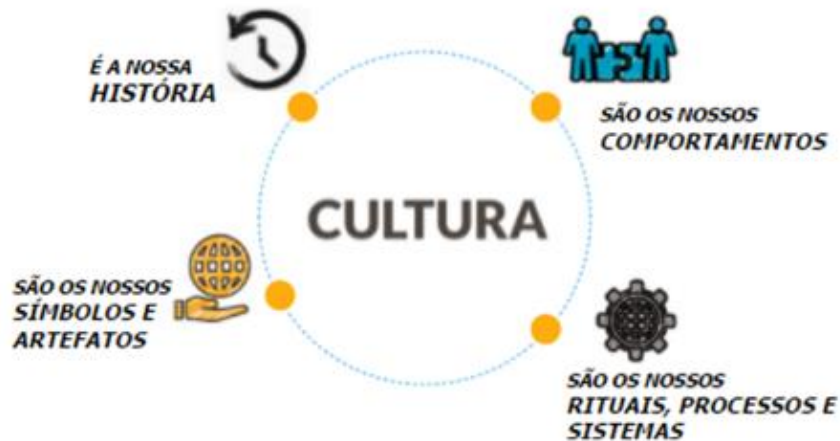 É A NOSSA
HISTÓRIA
SÃO OS NOSSOS
COMPORTAMENTOS
CULTURA
SÃO OS NOSSOS
SÍMBOLOS E
ARTEFATOS
SÃO OS NOSSOS
RITUAIS, PROCESSOS E
SISTEMAS